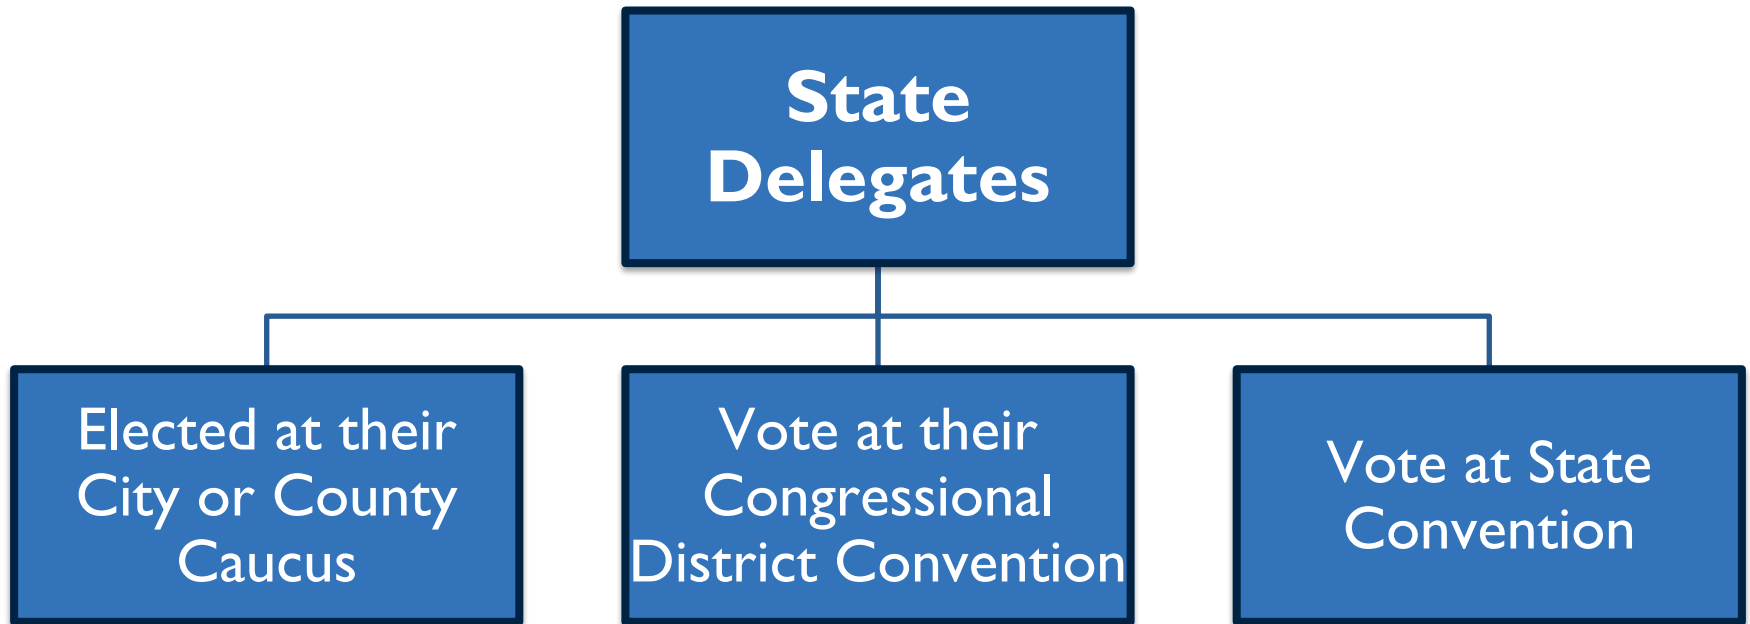 State
Delegates
Elected at their
City or County
Caucus
Vote at their
Congressional
District Convention
Vote at State
Convention